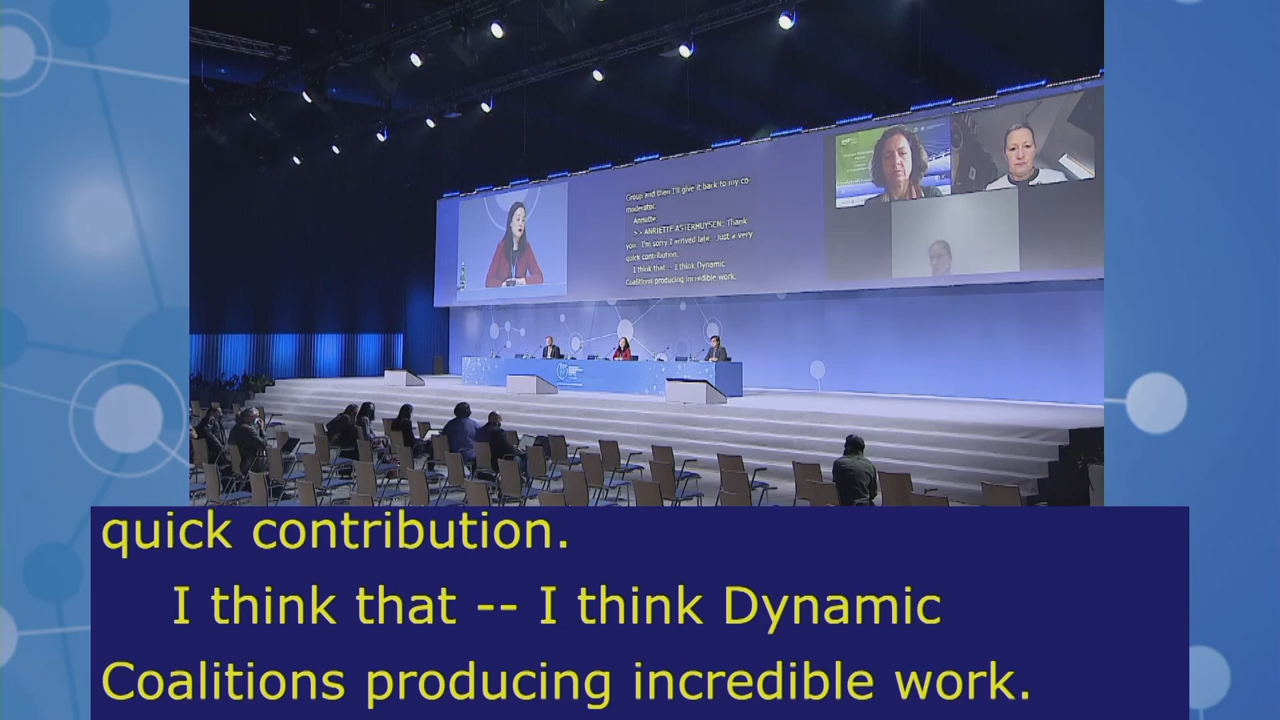 Group and then I'll give it back to my co-
moderator.
Anriette.
>> ANRIETTE ASTERHUYSEN: Thank
you. I'm sorry I arrived late. Just a very
quick contribution.
I think that -- I think Dynamic
Coalitions producing incredible work.
quick contribution.
I think that -- I think Dynamic
Coalitions producing incredible work.